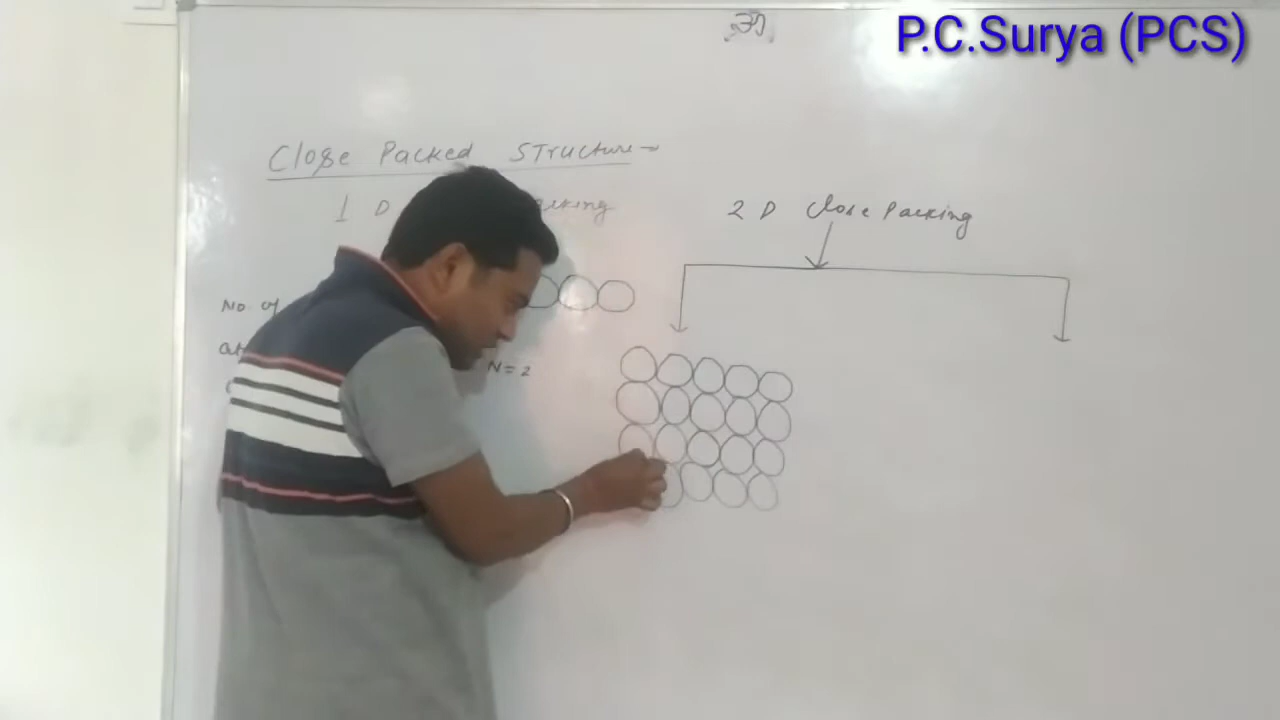 ॐ
P.C.Surya (PCS)
Close Packed Structure
1 D
2 D Close Packing
No. of
N = 2